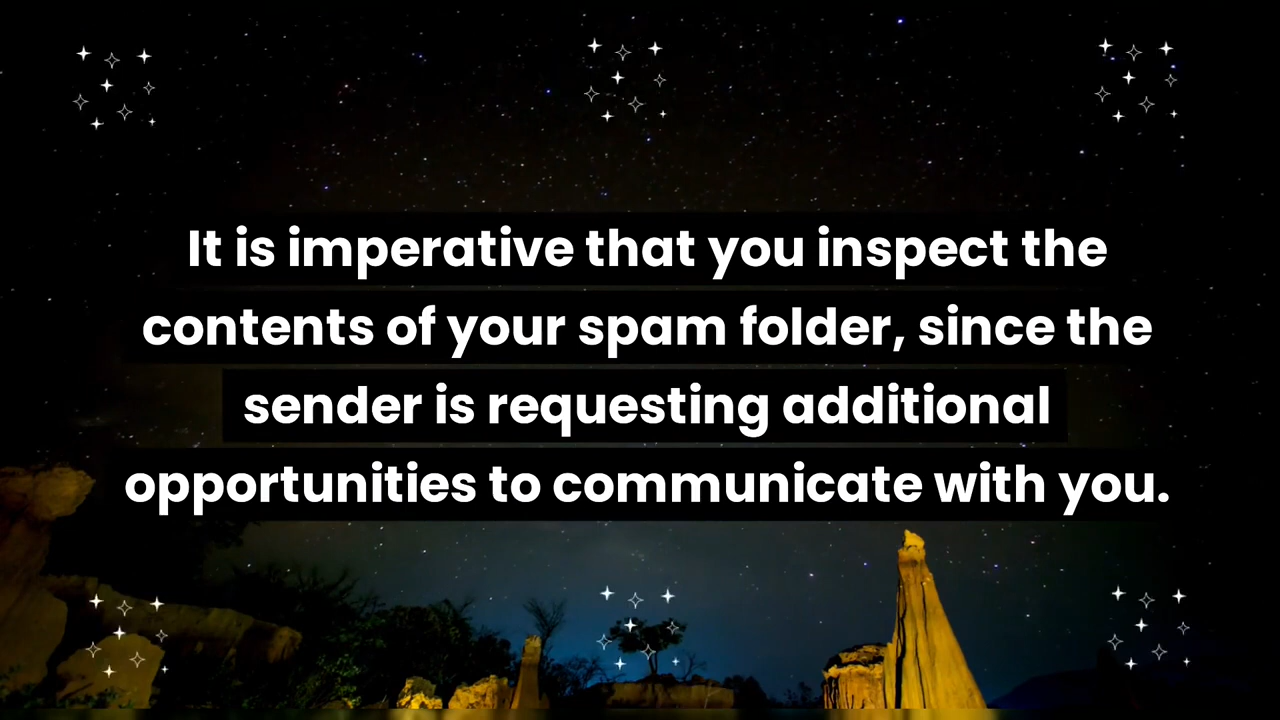 It is imperative that you inspect the
contents of your spam folder, since the
sender is requesting additional
opportunities to communicate with you.